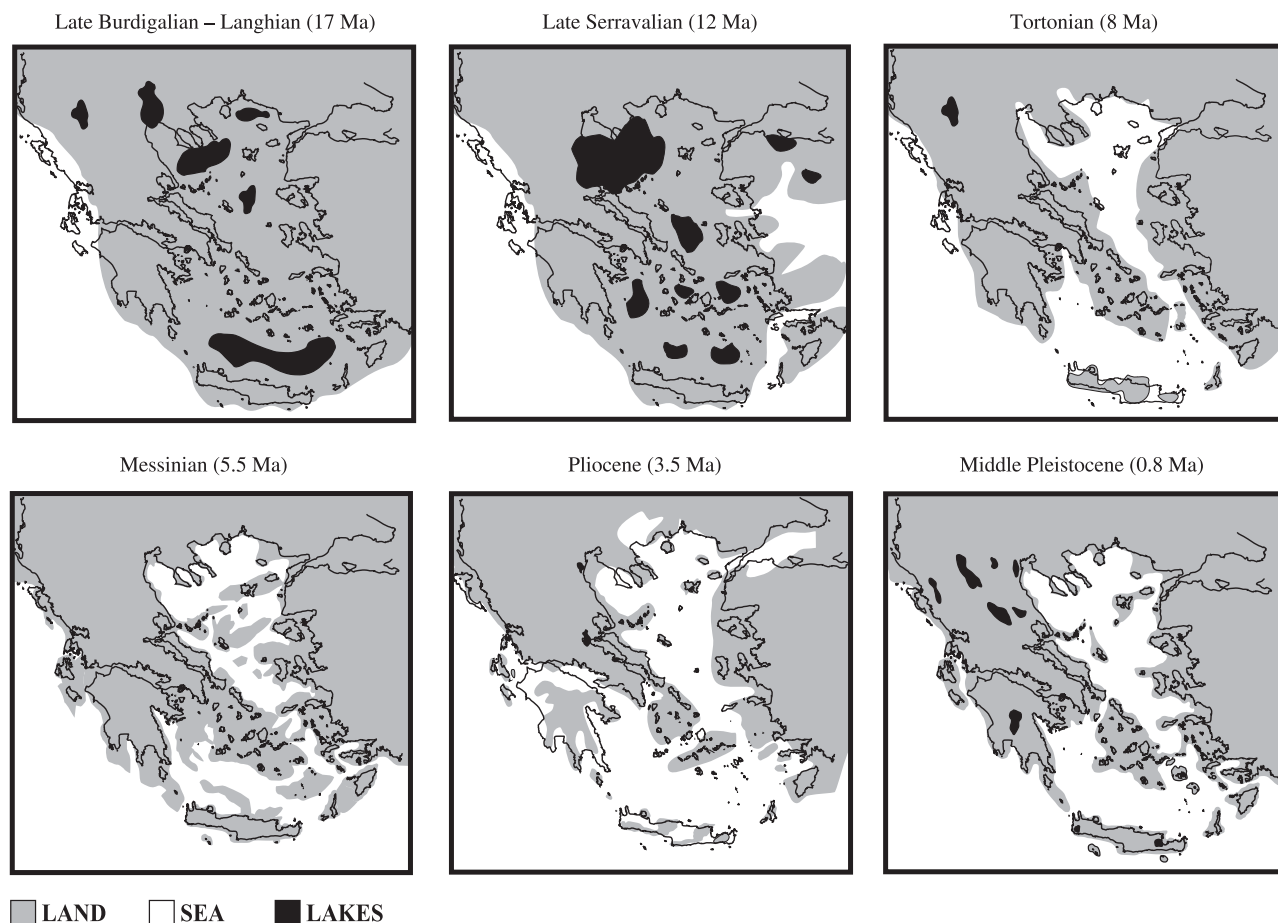 Late Burdigalian – Langhian (17 Ma)
Late Serravalian (12 Ma)
Tortonian (8 Ma)
Messinian (5.5 Ma)
Pliocene (3.5 Ma)
Middle Pleistocene (0.8 Ma)
LAND SEA LAKES